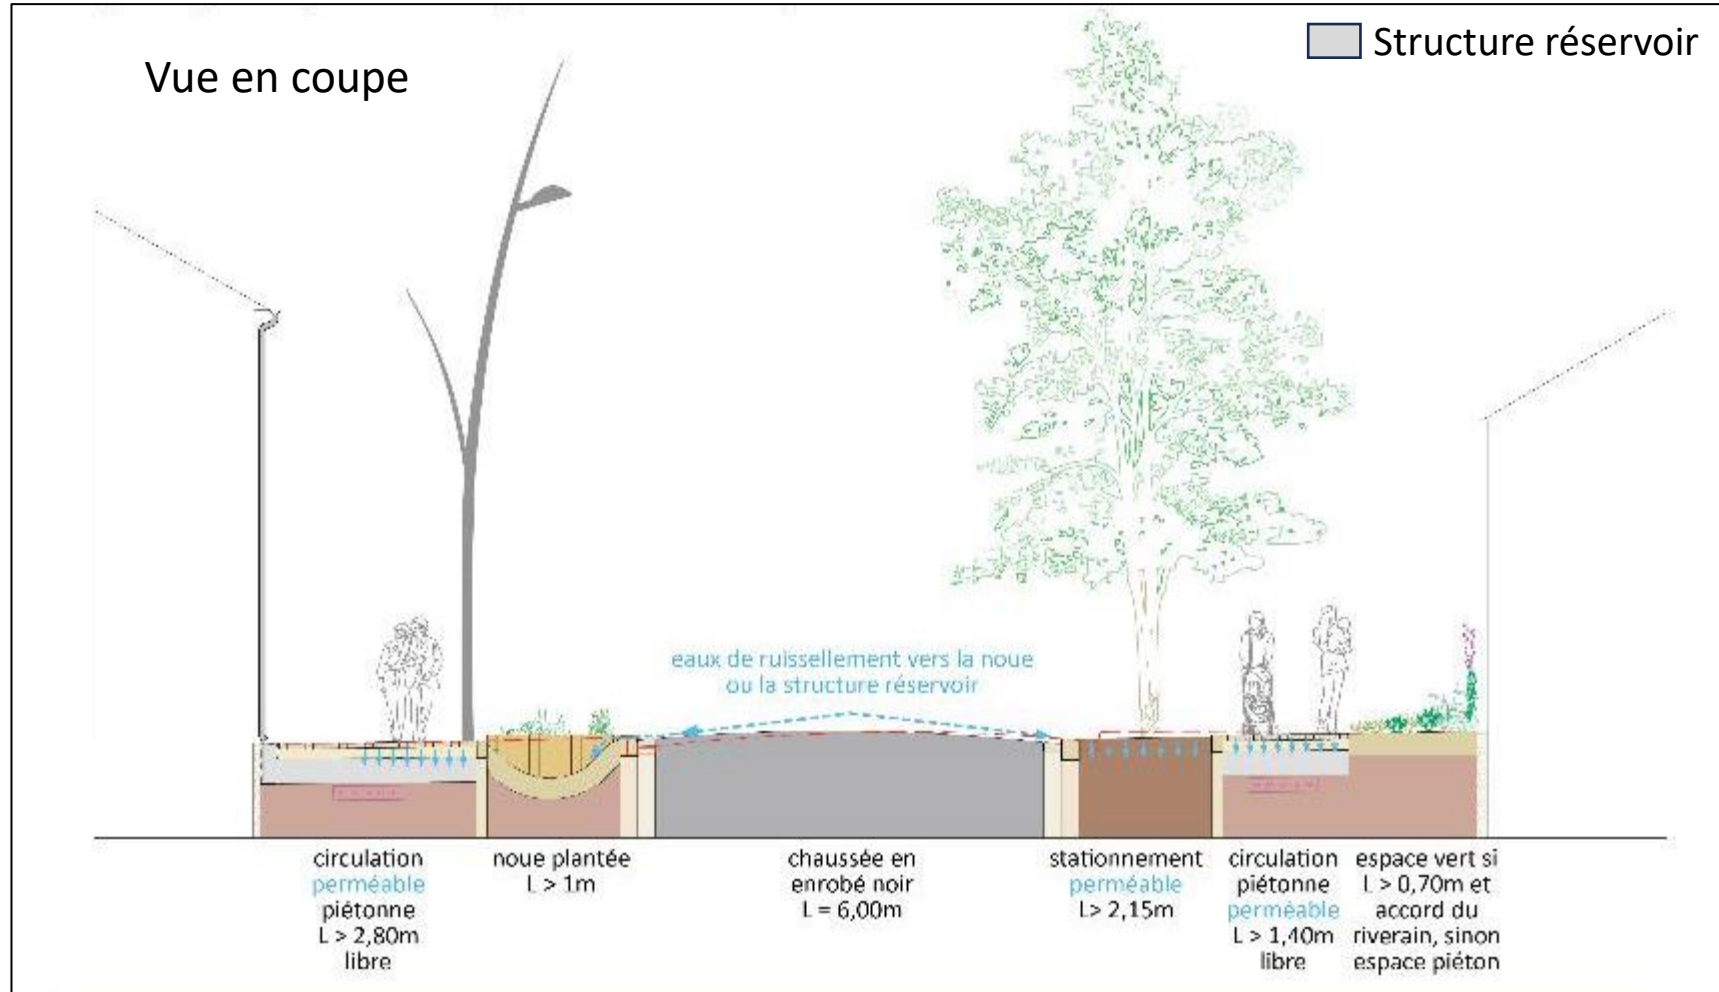 Vue en coupe
Structure réservoir
eaux de ruissellement vers la noue
ou la structure réservoir
circulation
perméable
piétonne
L > 2,80m
libre
noue plantée
L > 1m
chaussée en
enrobé noir
L = 6,00m
stationnement
perméable
L> 2,15m
circulation
piétonne
perméable
L > 1,40m
libre
espace vert si
L > 0,70m et
accord du
riverain, sinon
espace piéton